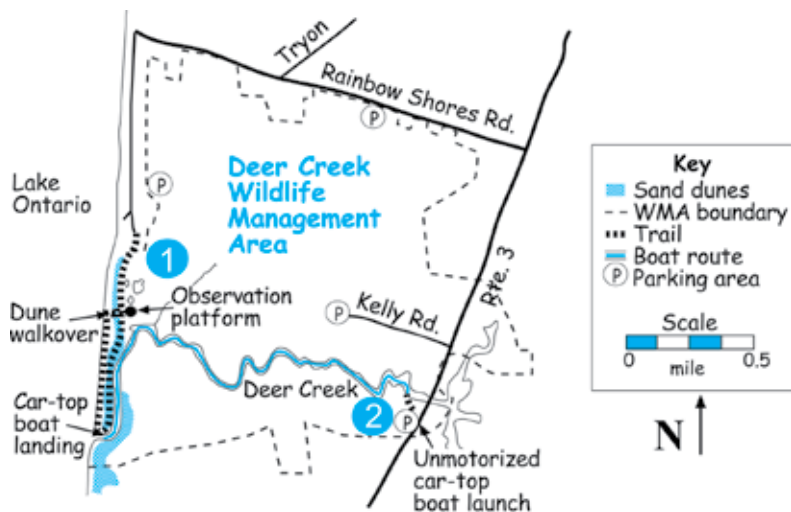 Tryon
Rainbow Shores Rd.
P
Lake
Ontario
P
Deer Creek
Wildlife
Management
Area
1
Rte. 3
Dune
walkover
Observation
platform
P
Kelly Rd.
Car-top
boat
landing
Deer Creek
2
P
Unmotorized
car-top
boat launch
Key
Sand dunes
WMA boundary
Trail
Boat route
P Parking area
Scale
0 0.5
mile
N